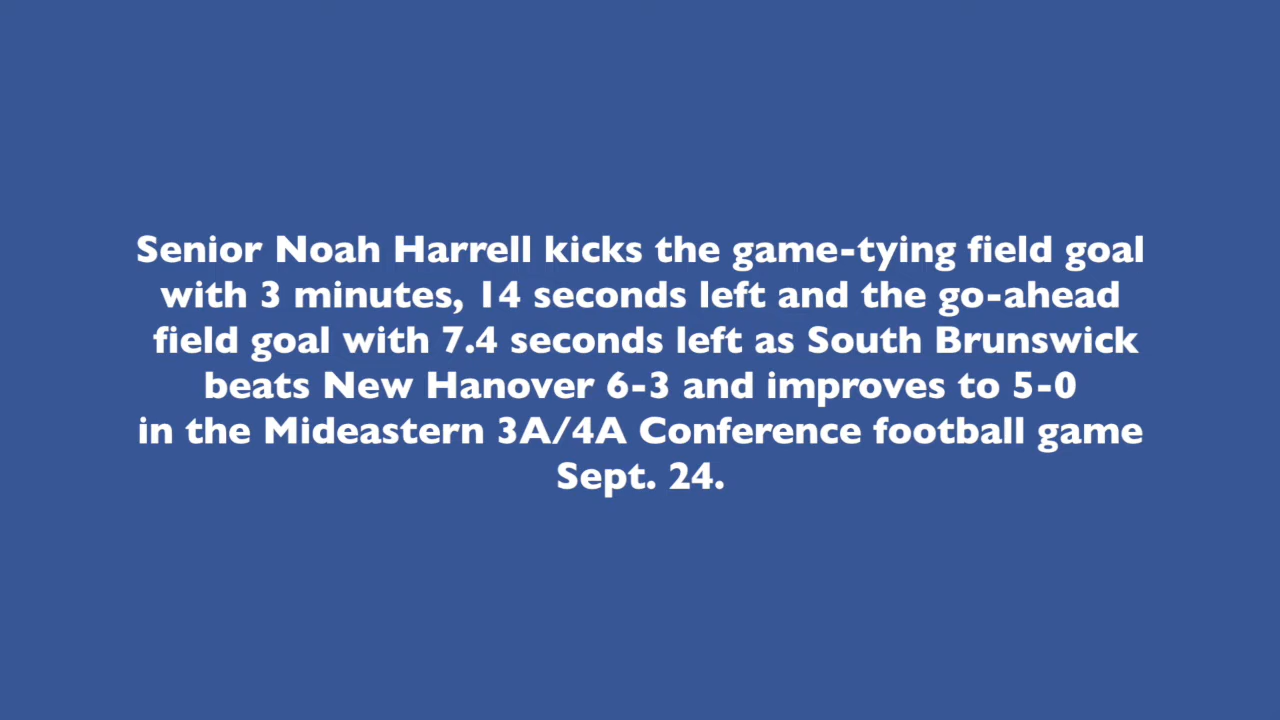 Senior Noah Harrell kicks the game-tying field goal
with 3 minutes, 14 seconds left and the go-ahead
field goal with 7.4 seconds left as South Brunswick
beats New Hanover 6-3 and improves to 5-0
in the Mideastern 3A/4A Conference football game
Sept. 24.